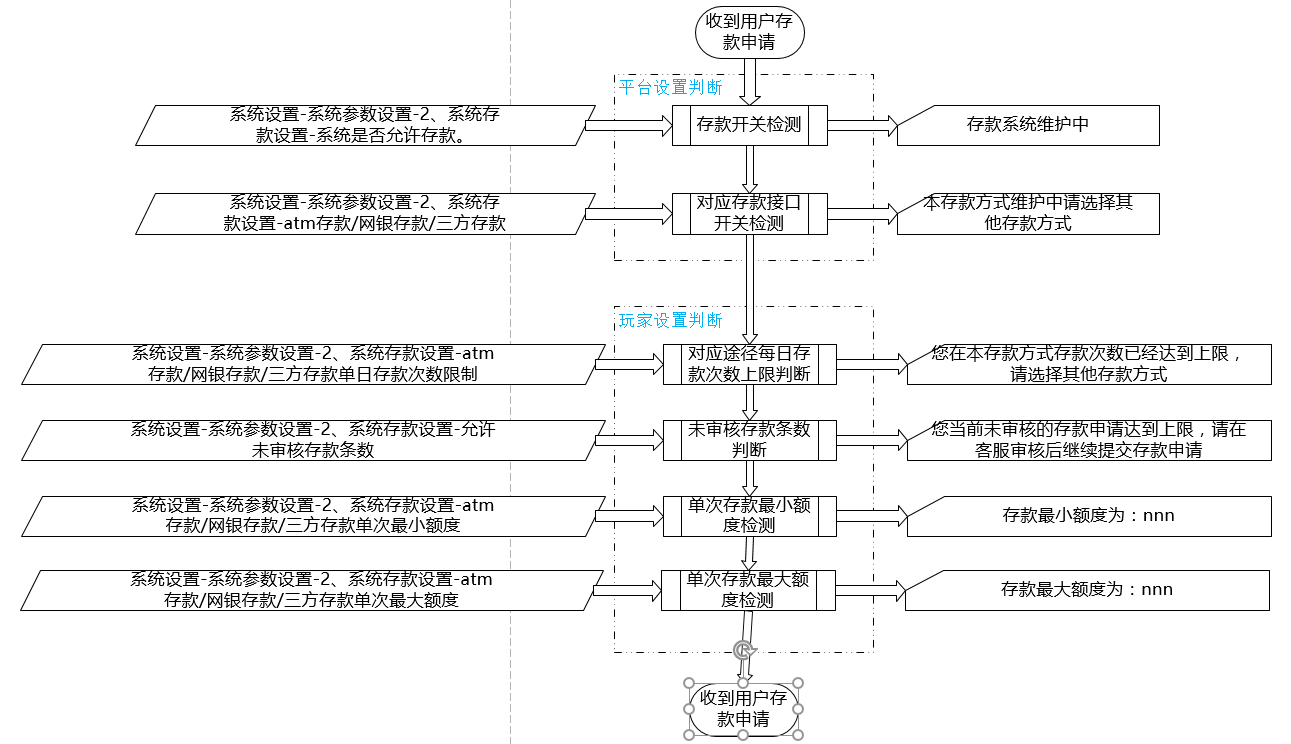 收到用户存
款申请
平台设置判断
系统设置-系统参数设置-2、系统存
款设置-系统是否允许存款。
存款开关检测
存款系统维护中
系统设置-系统参数设置-2、系统存
款设置-atm存款/网银存款/三方存款
对应存款接口
开关检测
本存款方式维护中请选择其
他存款方式
玩家设置判断
系统设置-系统参数设置-2、系统存款设置-atm
存款/网银存款/三方存款单日存款次数限制
对应途径每日存
款次数上限判断
您在本存款方式存款次数已经达到上限，
请选择其他存款方式
系统设置-系统参数设置-2、系统存款设置-允许
未审核存款条数
未审核存款条数
判断
您当前未审核的存款申请达到上限，请在
客服审核后继续提交存款申请
系统设置-系统参数设置-2、系统存款设置-atm
存款/网银存款/三方存款单次最小额度
单次存款最小额
度检测
存款最小额度为：nnn
系统设置-系统参数设置-2、系统存款设置-atm
存款/网银存款/三方存款单次最大额度
单次存款最大额
度检测
存款最大额度为：nnn
收到用户存
款申请